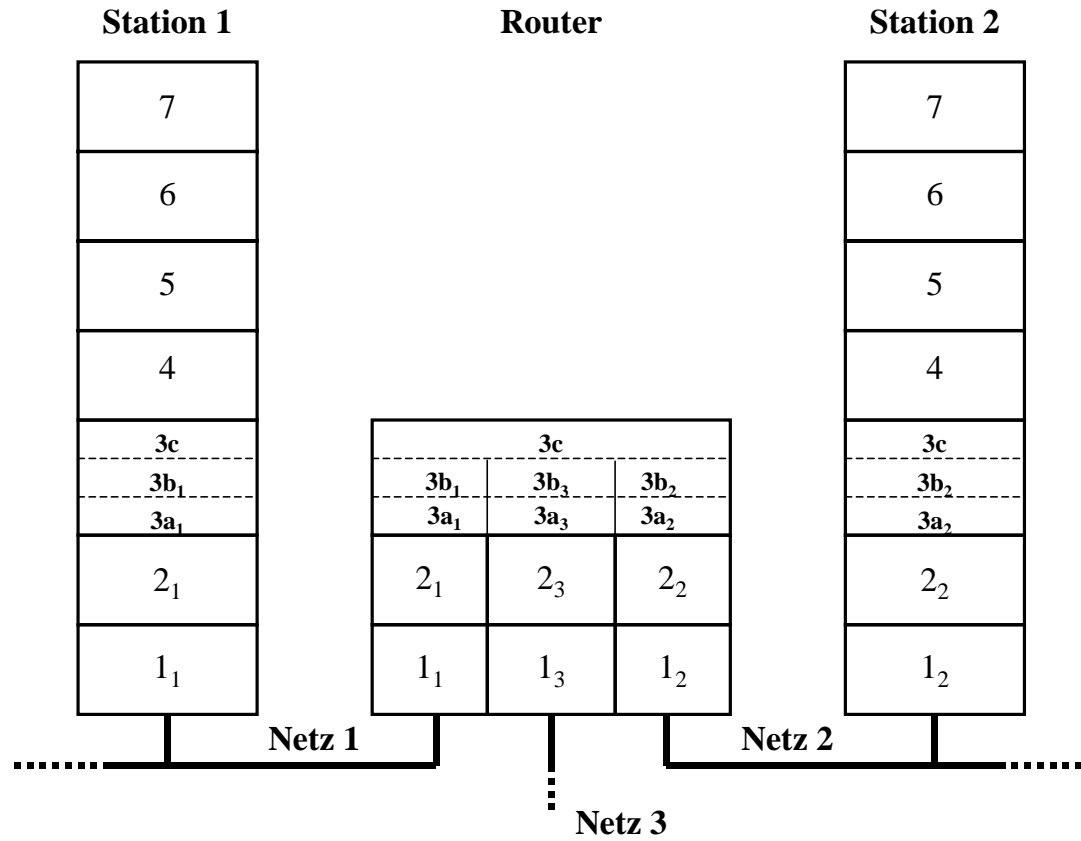 Station 1 Router Station 2
7 7
6 6
5 5
4 4
3c 3c 3c
3b₁ 3b₁ 3b₃ 3b₂ 3b₂
3a₁ 3a₁ 3a₃ 3a₂ 3a₂
2₁ 2₁ 2₃ 2₂ 2₂
1₁ 1₁ 1₃ 1₂ 1₂
Netz 1 Netz 2
Netz 3